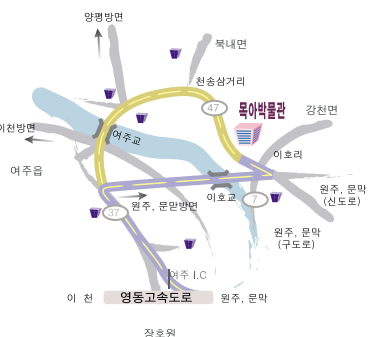 양평방면
북내면
천송삼거리
47
목아박물관
강천면
이천방면
여주교
이호리
여주읍
원주, 문막
(신도로)
이호교
7
원주, 문막방면
37
원주, 문막
(구도로)
여주 I.C
이 천
영동고속도로
원주, 문막
장호원